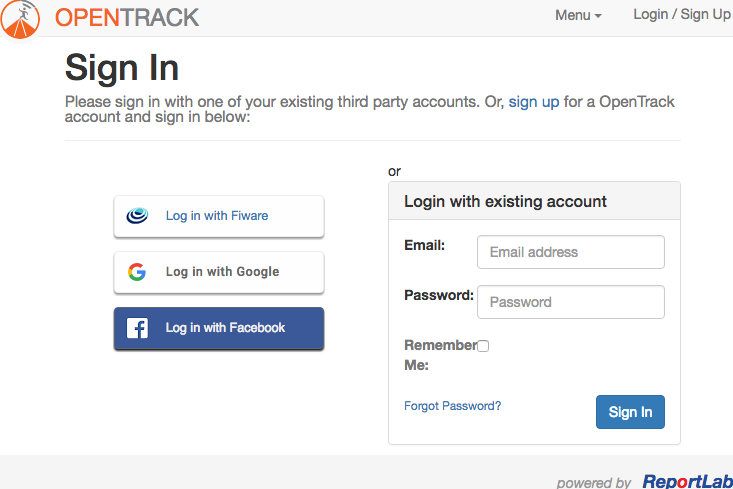 OPENTRACK
Menu
Login / Sign Up
Sign In
Please sign in with one of your existing third party accounts. Or, sign up for a OpenTrack
account and sign in below:
or
Log in with Fiware
Log in with Google
Log in with Facebook
Login with existing account
Email:
Email address
Password:
Password
Remember
Me:
Forgot Password?
Sign In
powered by ReportLab